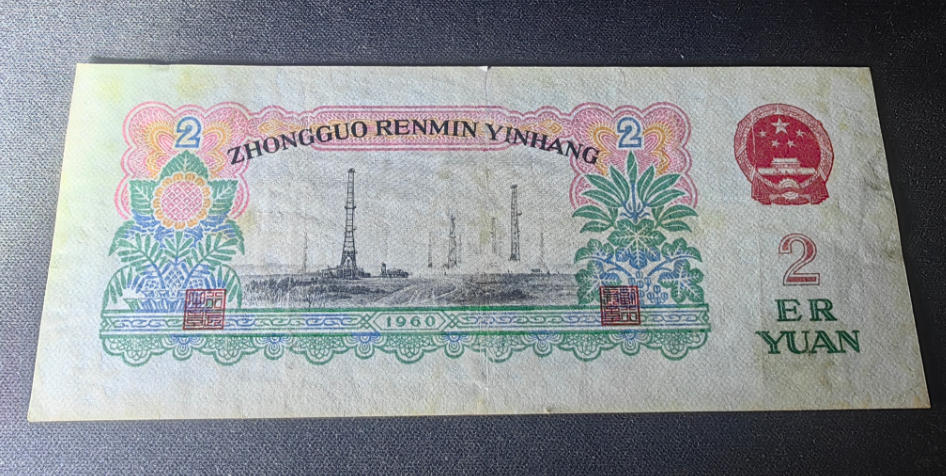 2
2
ZHONGGUO RENMIN YINHANG
1960
2
ER
YUAN